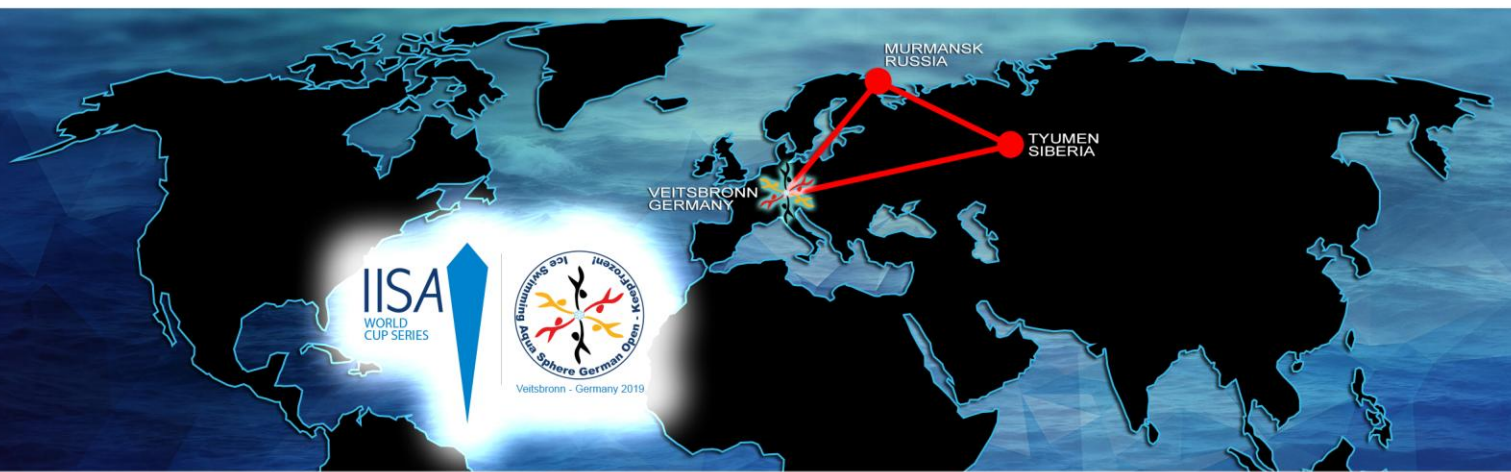 MURMANSK
RUSSIA
TYUMEN
SIBERIA
VEITSBRONN
GERMANY
IISA
WORLD
CUP SERIES
Ice Swimming Aqua Sphere German Open - KeepFrozen!
Veitsbronn - Germany 2019